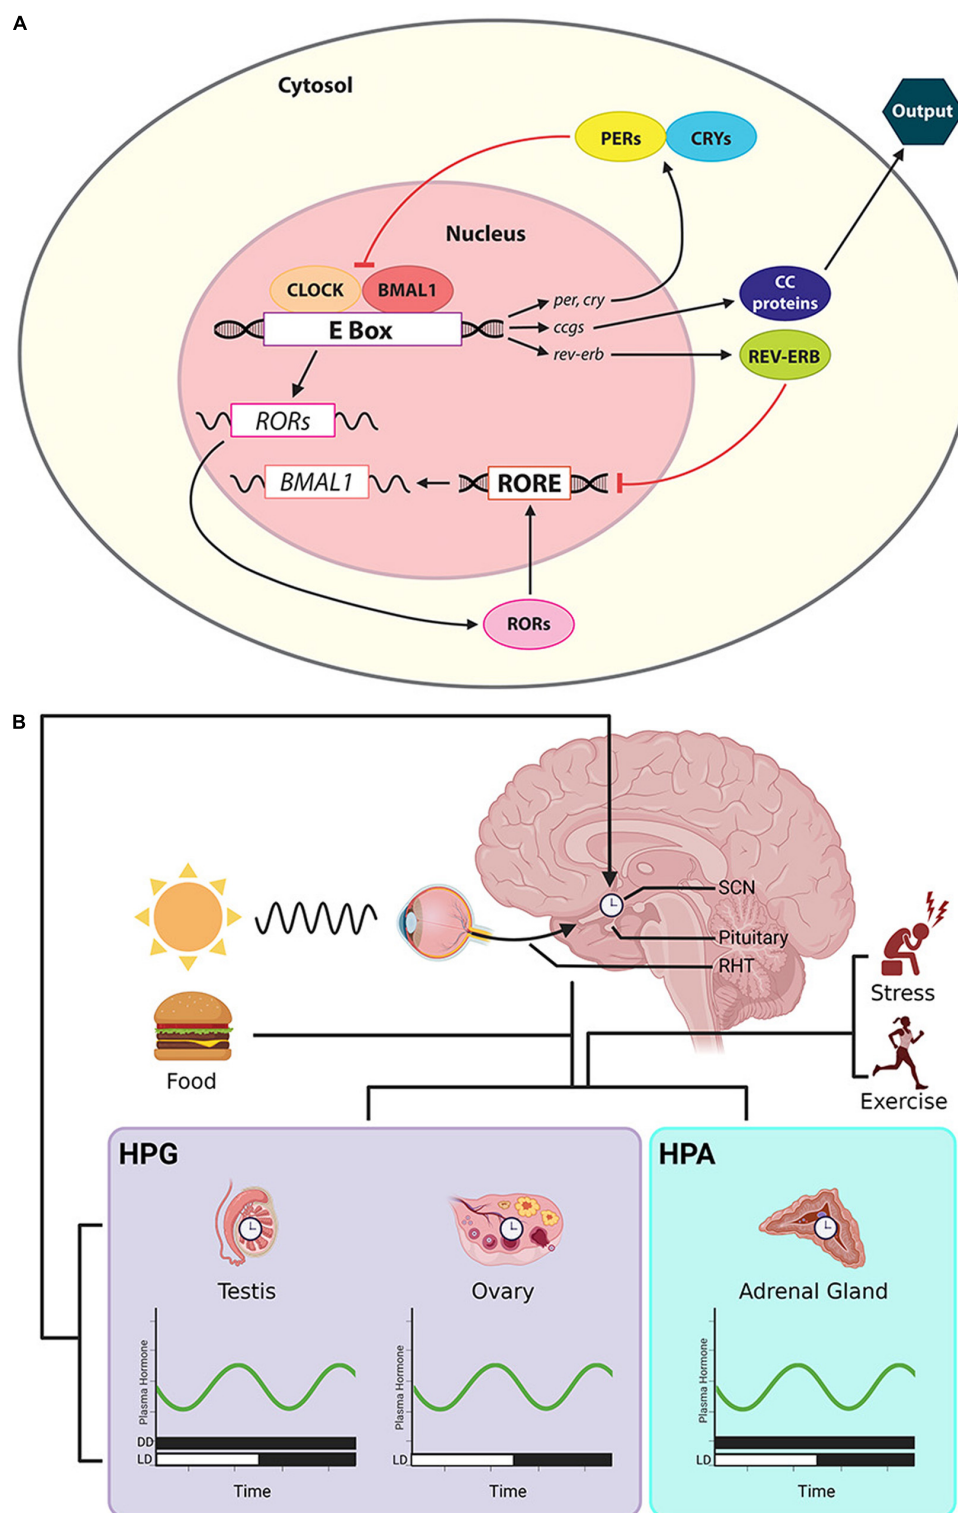 A
Cytosol
Output
PERs CRYs
Nucleus
CLOCK BMAL1
CC
proteins
per, cry
E Box
ccgs
rev-erb
REV-ERB
RORs
BMAL1
RORE
RORs
B
SCN
Pituitary
RHT
Stress
Food
Exercise
HPG
HPA
Testis
Ovary
Adrenal Gland
Plasma Hormone
Plasma Hormone
Plasma Hormone
DD
LD
LD
LD
Time
Time
Time